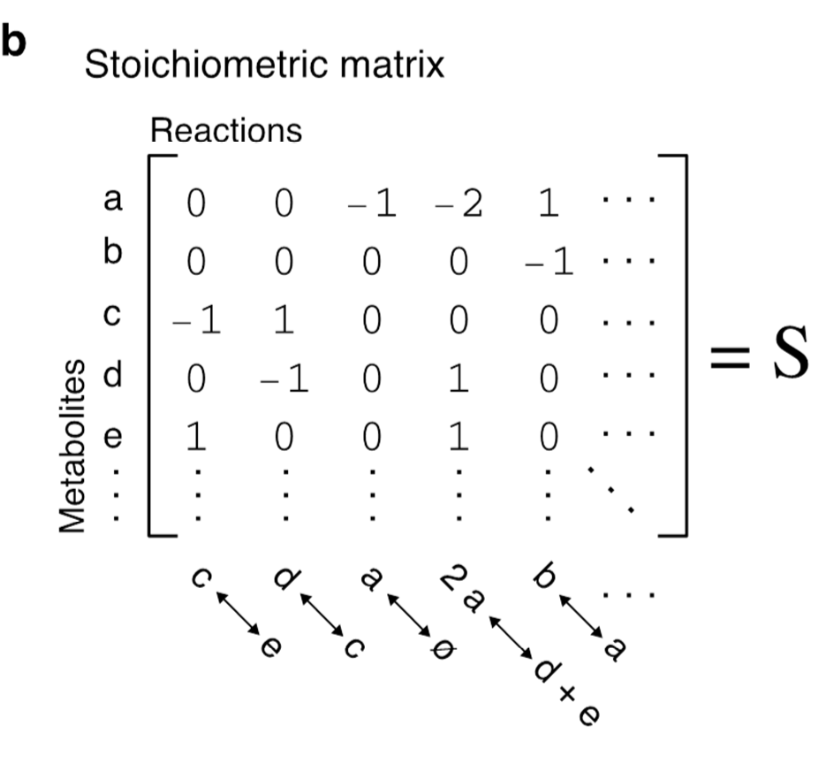 b
Stoichiometric matrix
Reactions
a 0 0 -1 -2 1 ...
b 0 0 0 0 -1 ...
c -1 1 0 0 0 ...
d 0 -1 0 1 0 ...
e 1 0 0 1 0 ...
= S
Metabolites
c ↔ e
d ↔ c
a ↔ ø
2 a ↔ d + e
b ↔ a
...